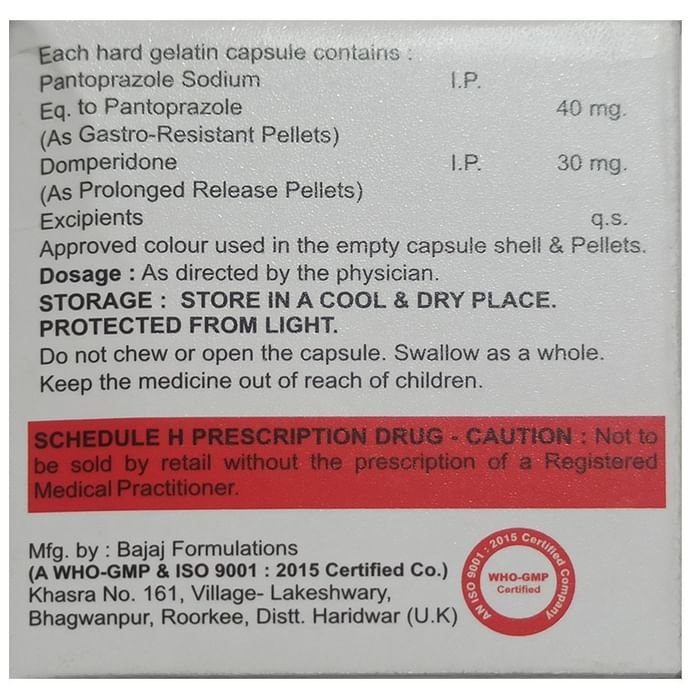 Each hard gelatin capsule contains :
Pantoprazole Sodium I.P.
Eq. to Pantoprazole 40 mg.
(As Gastro-Resistant Pellets)
Domperidone I.P. 30 mg.
(As Prolonged Release Pellets)
Excipients q.s.
Approved colour used in the empty capsule shell & Pellets.
Dosage : As directed by the physician.
STORAGE : STORE IN A COOL & DRY PLACE.
PROTECTED FROM LIGHT.
Do not chew or open the capsule. Swallow as a whole.
Keep the medicine out of reach of children.
SCHEDULE H PRESCRIPTION DRUG - CAUTION : Not to
be sold by retail without the prescription of a Registered
Medical Practitioner.
Mfg. by : Bajaj Formulations
(A WHO-GMP & ISO 9001 : 2015 Certified Co.)
Khasra No. 161, Village- Lakeshwary,
Bhagwanpur, Roorkee, Distt. Haridwar (U.K)
AN ISO 9001 : 2015 Certified Company
WHO-GMP
Certified